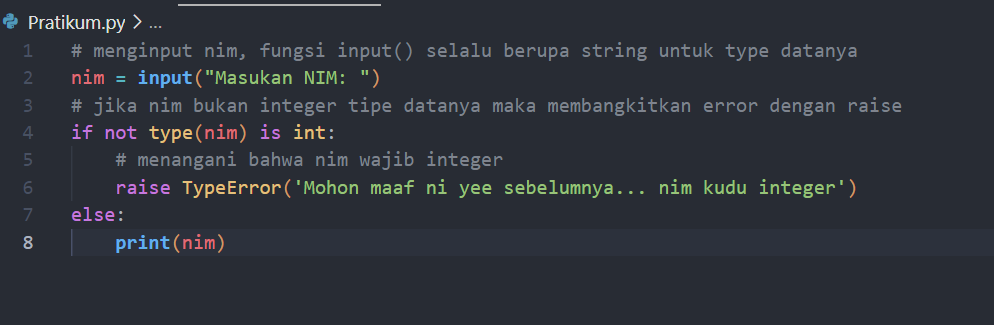 Pratikum.py > ...
1 # menginput nim, fungsi input() selalu berupa string untuk type datanya
2 nim = input("Masukan NIM: ")
3 # jika nim bukan integer tipe datanya maka membangkitkan error dengan raise
4 if not type(nim) is int:
5     # menangani bahwa nim wajib integer
6     raise TypeError('Mohon maaf ni yee sebelumnya... nim kudu integer')
7 else:
8     print(nim)